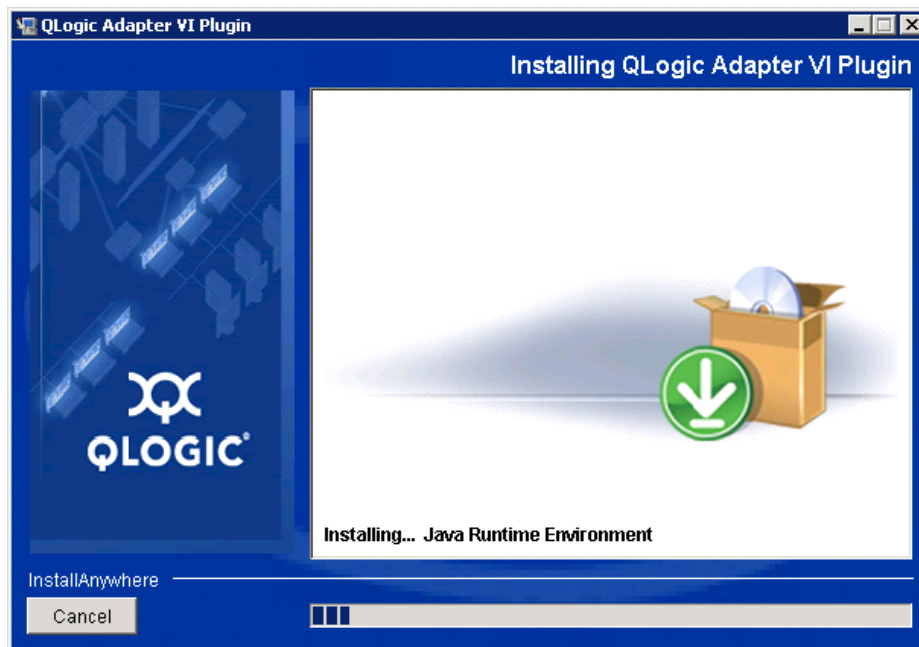 QLogic Adapter VI Plugin
Installing QLogic Adapter VI Plugin
QLOGIC®
Installing... Java Runtime Environment
InstallAnywhere
Cancel